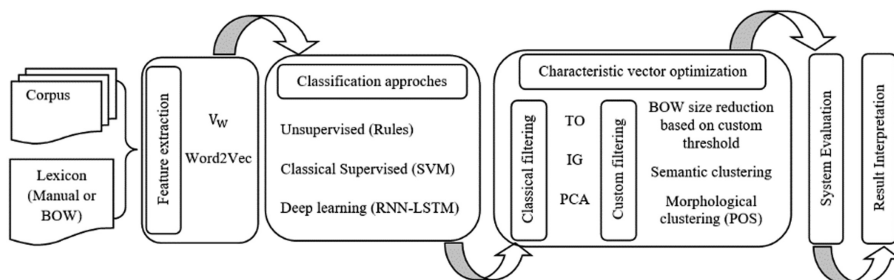 Corpus
Lexicon
(Manual or
BOW)
Feature extraction
Vw
Word2Vec
Classification approches
Unsupervised (Rules)
Classical Supervised (SVM)
Deep learning (RNN-LSTM)
Characteristic vector optimization
Classical filtering
TO
IG
PCA
Custom filtering
BOW size reduction
based on custom
threshold
Semantic clustering
Morphological
clustering (POS)
System Evaluation
Result Interpretation